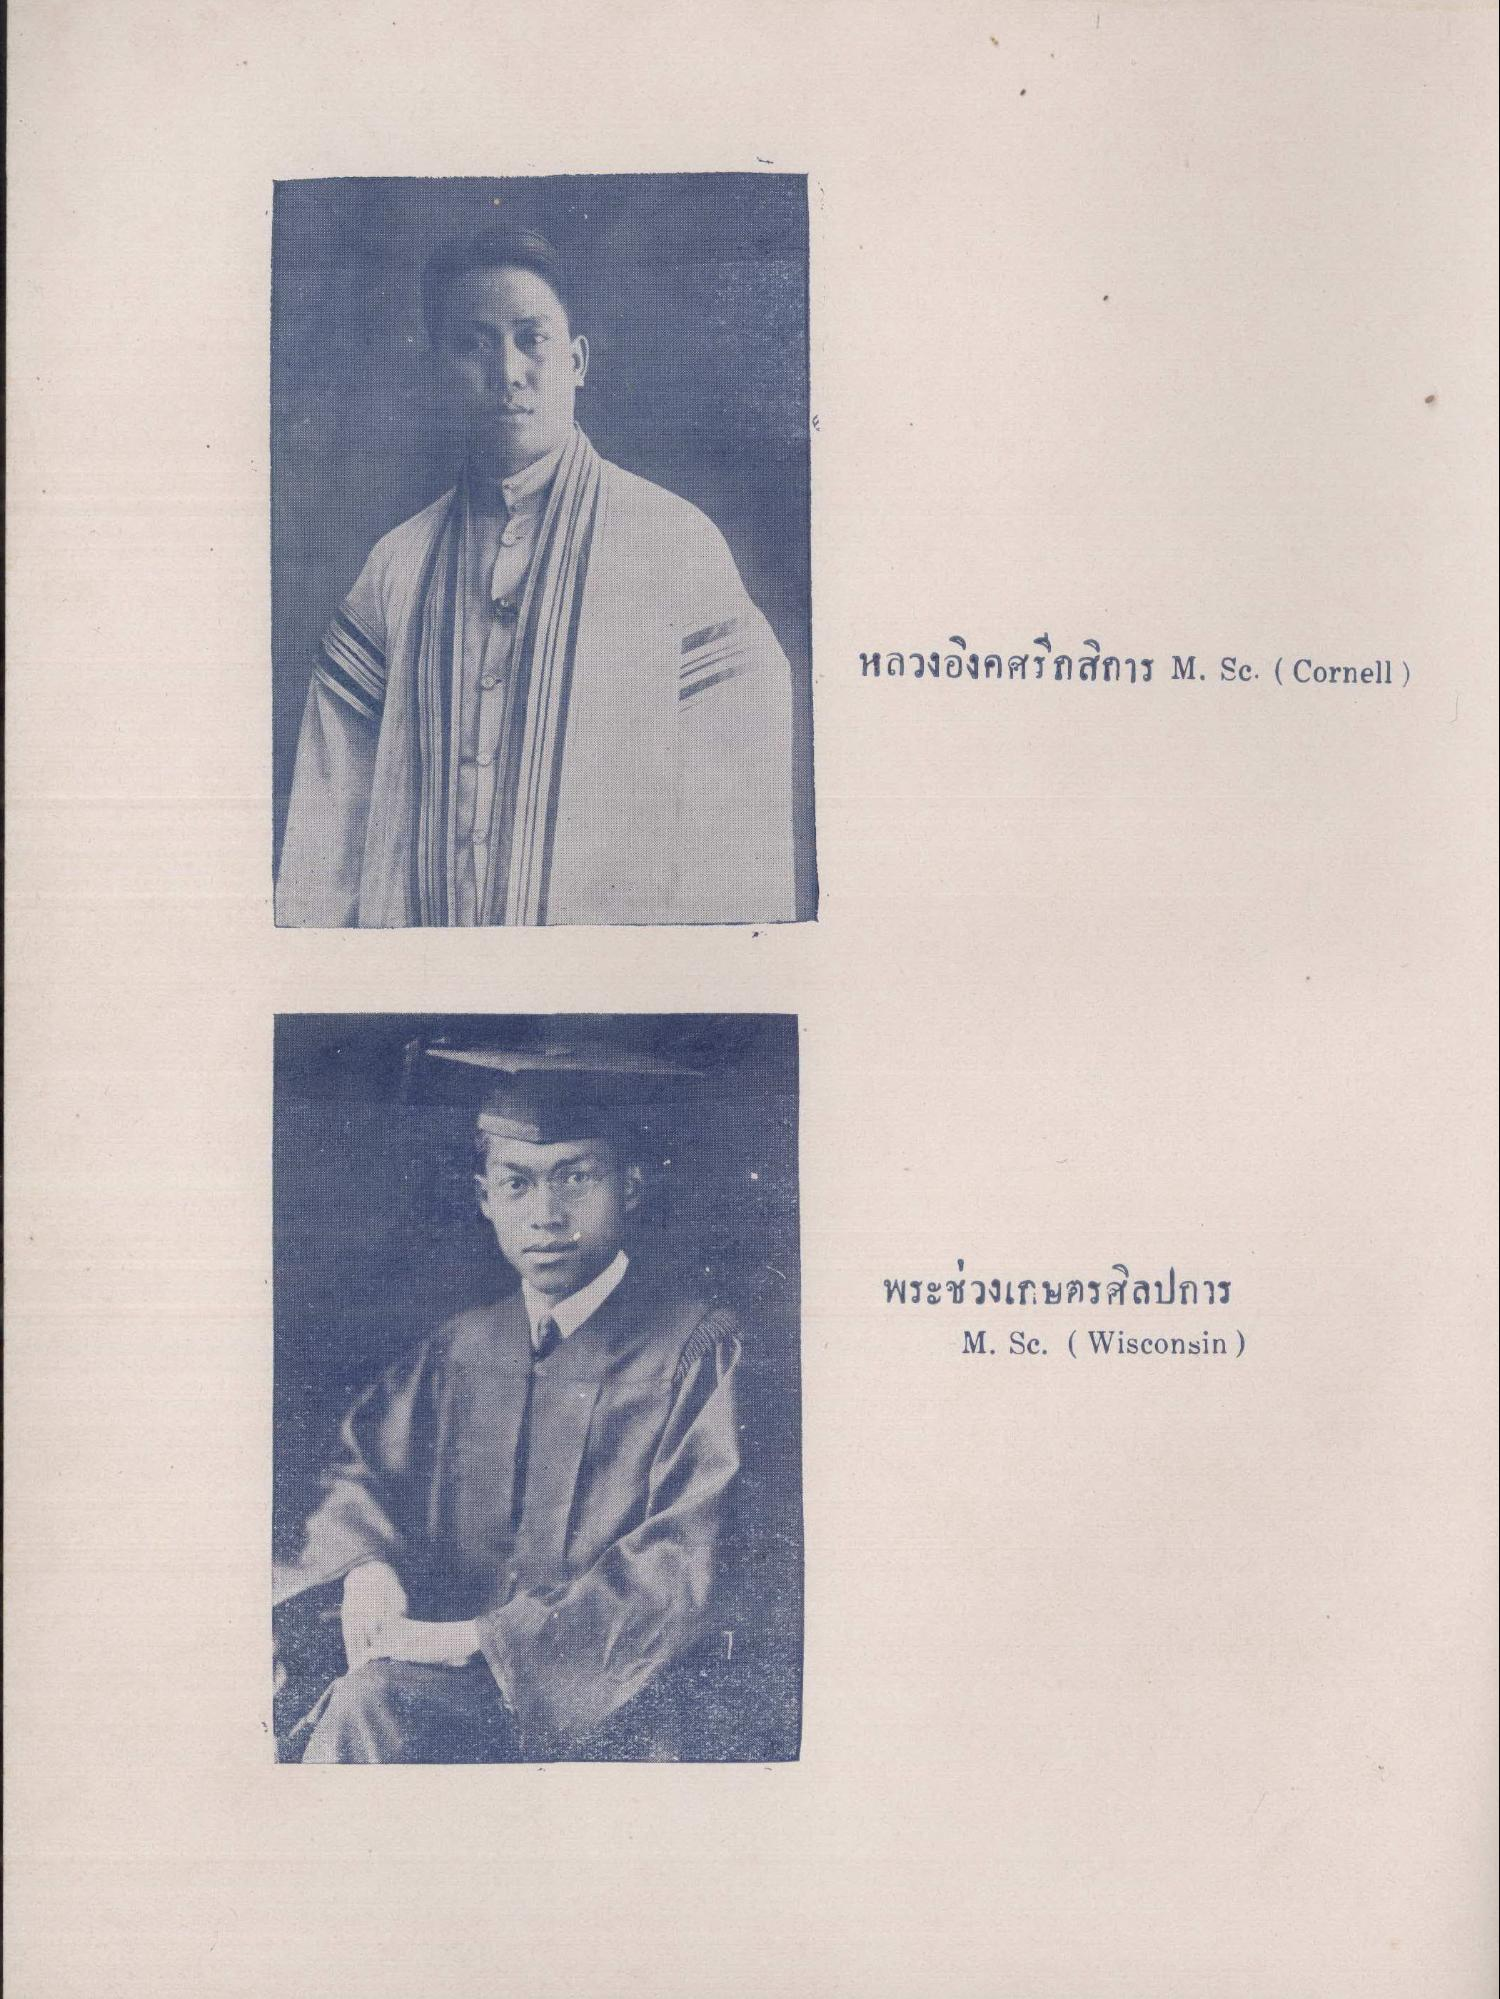 หลวงอิงคศรีกสิการ M. Sc. (Cornell)
พระช่วงเกษตรศิลปการ
M. Sc. (Wisconsin)